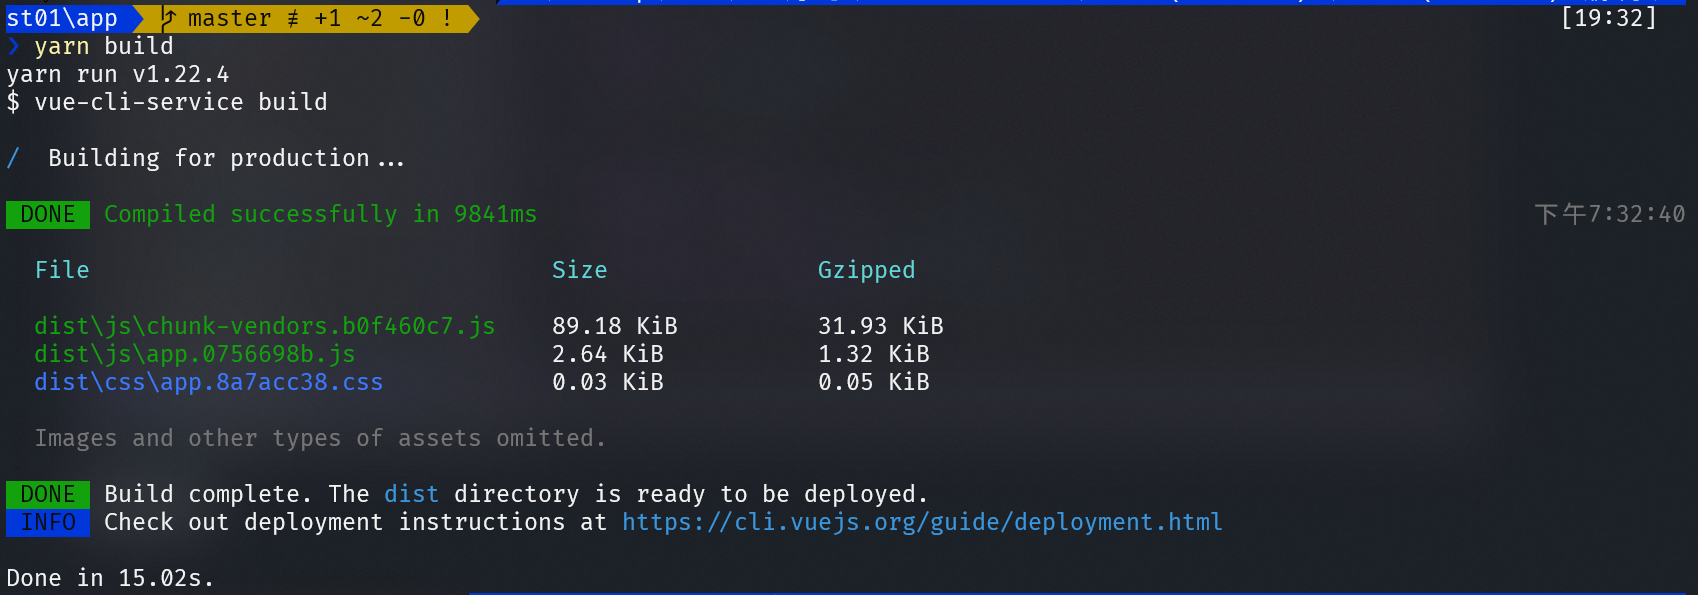 st01\app master ≢ +1 ~2 -0 ! [19:32]
❯ yarn build
yarn run v1.22.4
$ vue-cli-service build
/ Building for production...
DONE Compiled successfully in 9841ms 下午7:32:40
File Size Gzipped
dist\js\chunk-vendors.b0f460c7.js 89.18 KiB 31.93 KiB
dist\js\app.0756698b.js 2.64 KiB 1.32 KiB
dist\css\app.8a7acc38.css 0.03 KiB 0.05 KiB
Images and other types of assets omitted.
DONE Build complete. The dist directory is ready to be deployed.
INFO Check out deployment instructions at https://cli.vuejs.org/guide/deployment.html
Done in 15.02s.